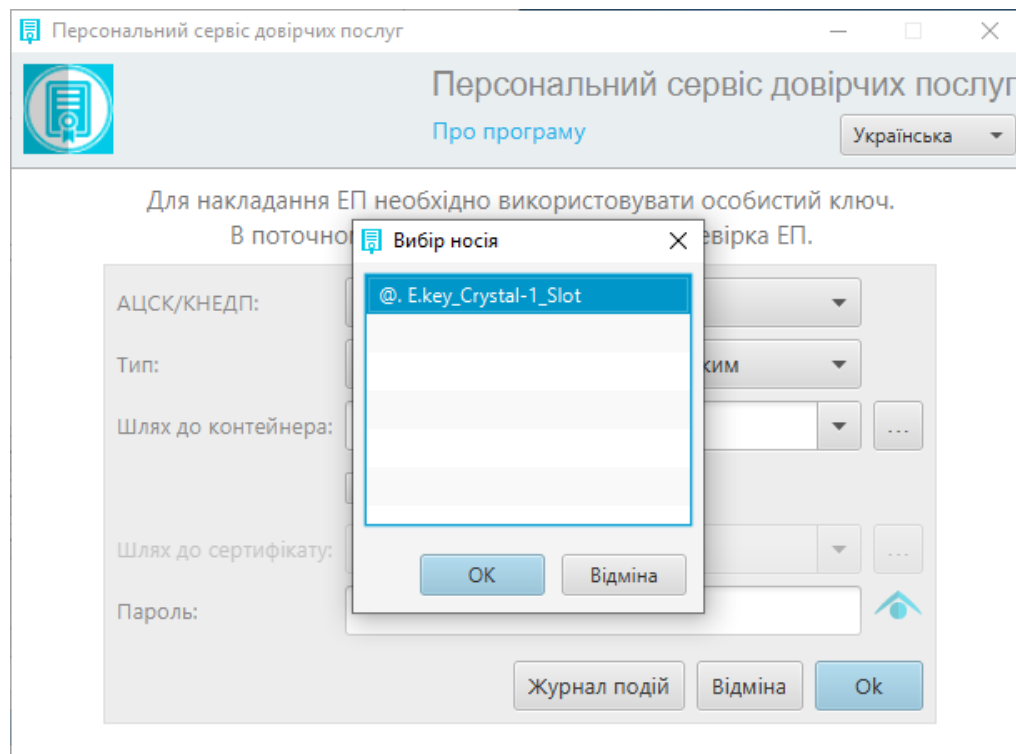 Персональний сервіс довірчих послуг
Персональний сервіс довірчих послуг
Про програму
Українська
Для накладання ЕП необхідно використовувати особистий ключ.
В поточно
ЕП.
Вибір носія
@. E.key_Crystal-1_Slot
OK
Відміна
АЦСК/КНЕДП:
Тип:
Шлях до контейнера:
...
Шлях до сертифікату:
...
Пароль:
Журнал подій
Відміна
Ok